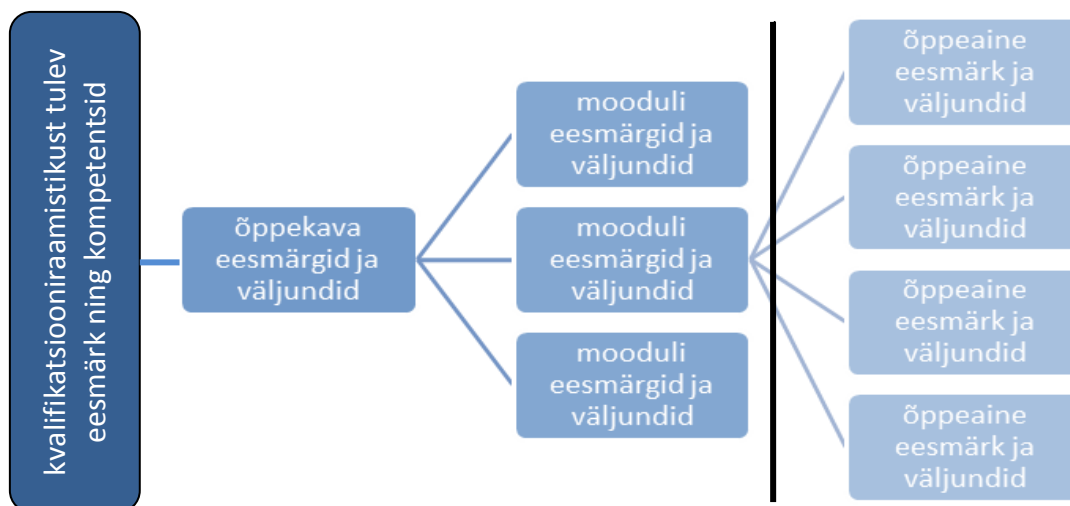 kvalifikatsiooniraamistikust tulev
eesmärk ning kompetentsid
õppekava
eesmärgid ja
väljundid
mooduli
eesmärgid ja
väljundid
mooduli
eesmärgid ja
väljundid
mooduli
eesmärgid ja
väljundid
õppeaine
eesmärk ja
väljundid
õppeaine
eesmärk ja
väljundid
õppeaine
eesmärk ja
väljundid
õppeaine
eesmärk ja
väljundid